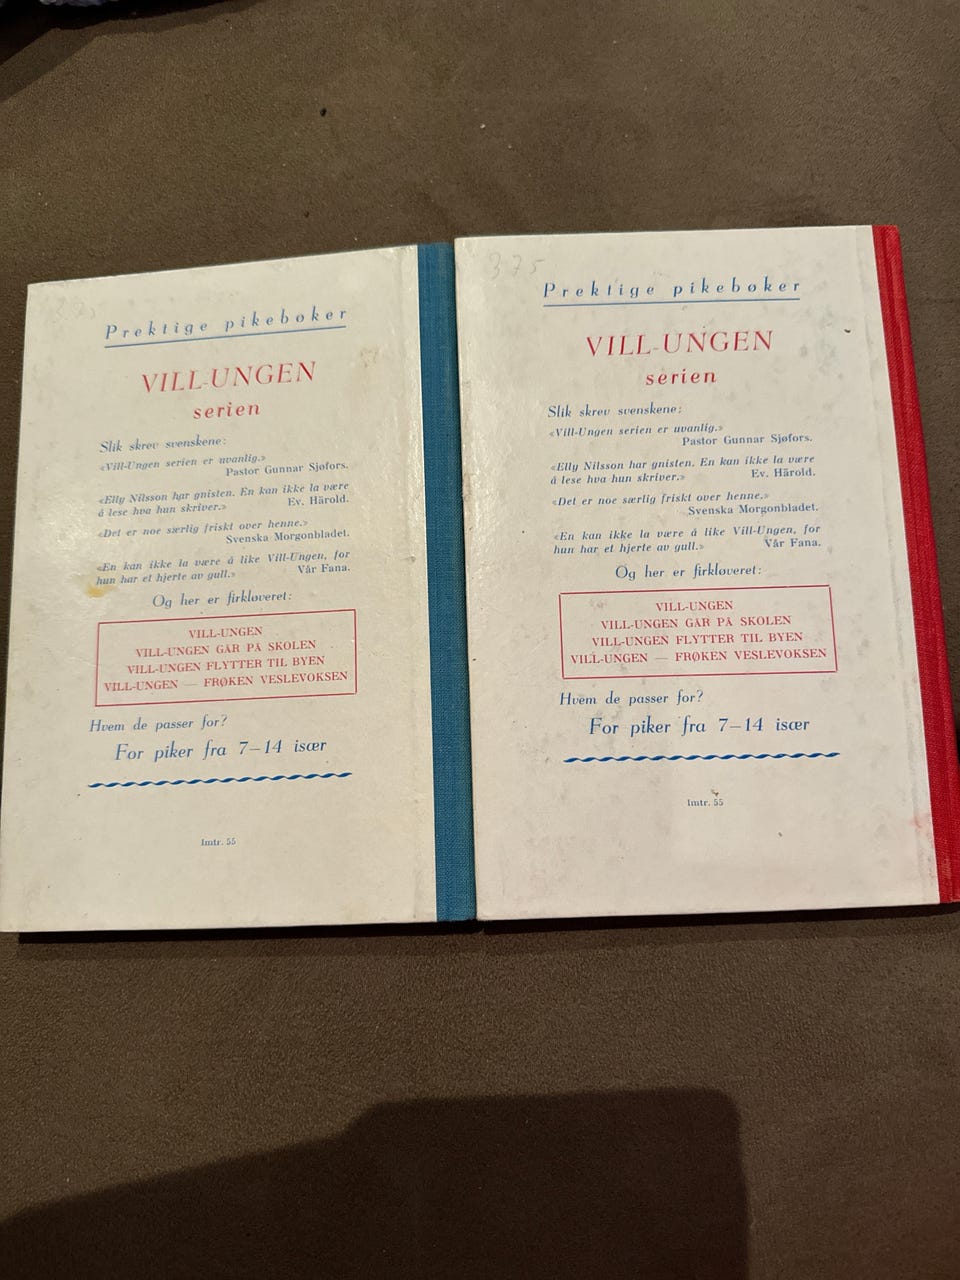 Prektige pikebøker
VILL-UNGEN
serien
Slik skrev svenskene:
«Vill-Ungen serien er uvanlig.»
Pastor Gunnar Sjøfors.
«Elly Nilsson har gnisten. En kan ikke la være
å lese hva hun skriver.» Ev. Härold.
«Det er noe særlig friskt over henne.»
Svenska Morgonbladet.
«En kan ikke la være å like Vill-Ungen, for
hun har et hjerte av gull.» Vår Fana.
Og her er firkløveret:
VILL-UNGEN
VILL-UNGEN GÅR PÅ SKOLEN
VILL-UNGEN FLYTTER TIL BYEN
VILL-UNGEN — FRØKEN VESLEVOKSEN
Hvem de passer for?
For piker fra 7–14 især
Imtr. 55
375
Prektige pikebøker
VILL-UNGEN
serien
Slik skrev svenskene:
«Vill-Ungen serien er uvanlig.»
Pastor Gunnar Sjøfors.
«Elly Nilsson har gnisten. En kan ikke la være
å lese hva hun skriver.» Ev. Härold.
«Det er noe særlig friskt over henne.»
Svenska Morgonbladet.
«En kan ikke la være å like Vill-Ungen, for
hun har et hjerte av gull.» Vår Fana.
Og her er firkløveret:
VILL-UNGEN
VILL-UNGEN GÅR PÅ SKOLEN
VILL-UNGEN FLYTTER TIL BYEN
VILL-UNGEN — FRØKEN VESLEVOKSEN
Hvem de passer for?
For piker fra 7–14 især
Imtr. 55